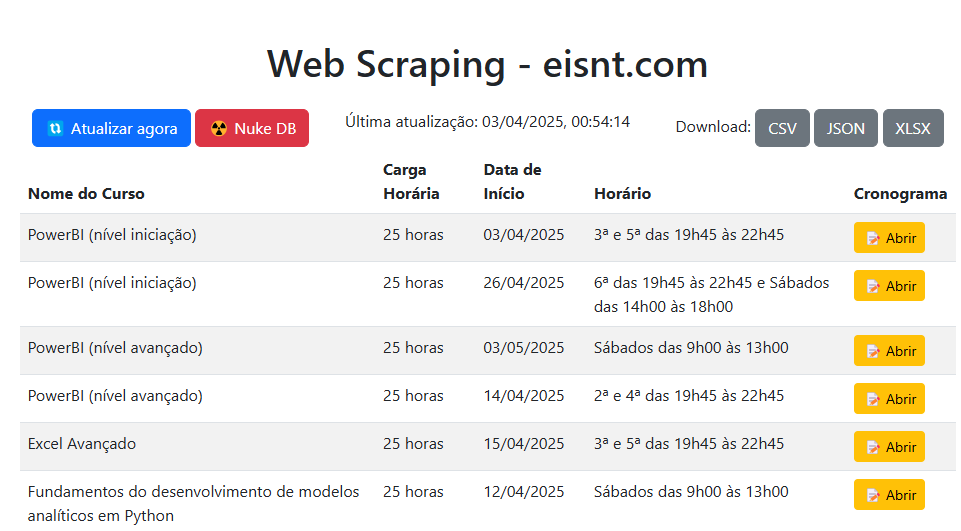 Web Scraping - eisnt.com
Atualizar agora
Nuke DB
Última atualização: 03/04/2025, 00:54:14
Download:
CSV
JSON
XLSX
Nome do Curso
Carga
Horária
Data de
Início
Horário
Cronograma
PowerBI (nível iniciação)
25 horas
03/04/2025
3ª e 5ª das 19h45 às 22h45
Abrir
PowerBI (nível iniciação)
25 horas
26/04/2025
6ª das 19h45 às 22h45 e Sábados
das 14h00 às 18h00
Abrir
PowerBI (nível avançado)
25 horas
03/05/2025
Sábados das 9h00 às 13h00
Abrir
PowerBI (nível avançado)
25 horas
14/04/2025
2ª e 4ª das 19h45 às 22h45
Abrir
Excel Avançado
25 horas
15/04/2025
3ª e 5ª das 19h45 às 22h45
Abrir
Fundamentos do desenvolvimento de modelos
analíticos em Python
25 horas
12/04/2025
Sábados das 9h00 às 13h00
Abrir